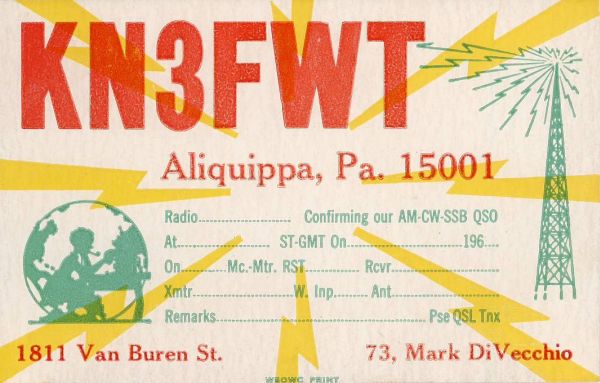 KN3FWT
Aliquippa, Pa. 15001
Radio.......................... Confirming our AM-CW-SSB QSO
At.......................... ST-GMT On..................................196....
On.............Mc.-Mtr. RST.................Rcvr...............................
Xmtr.....................................W. Inp..........Ant...............................
Remarks............................................................Pse QSL Tnx
1811 Van Buren St. 73, Mark DiVecchio
PRINT